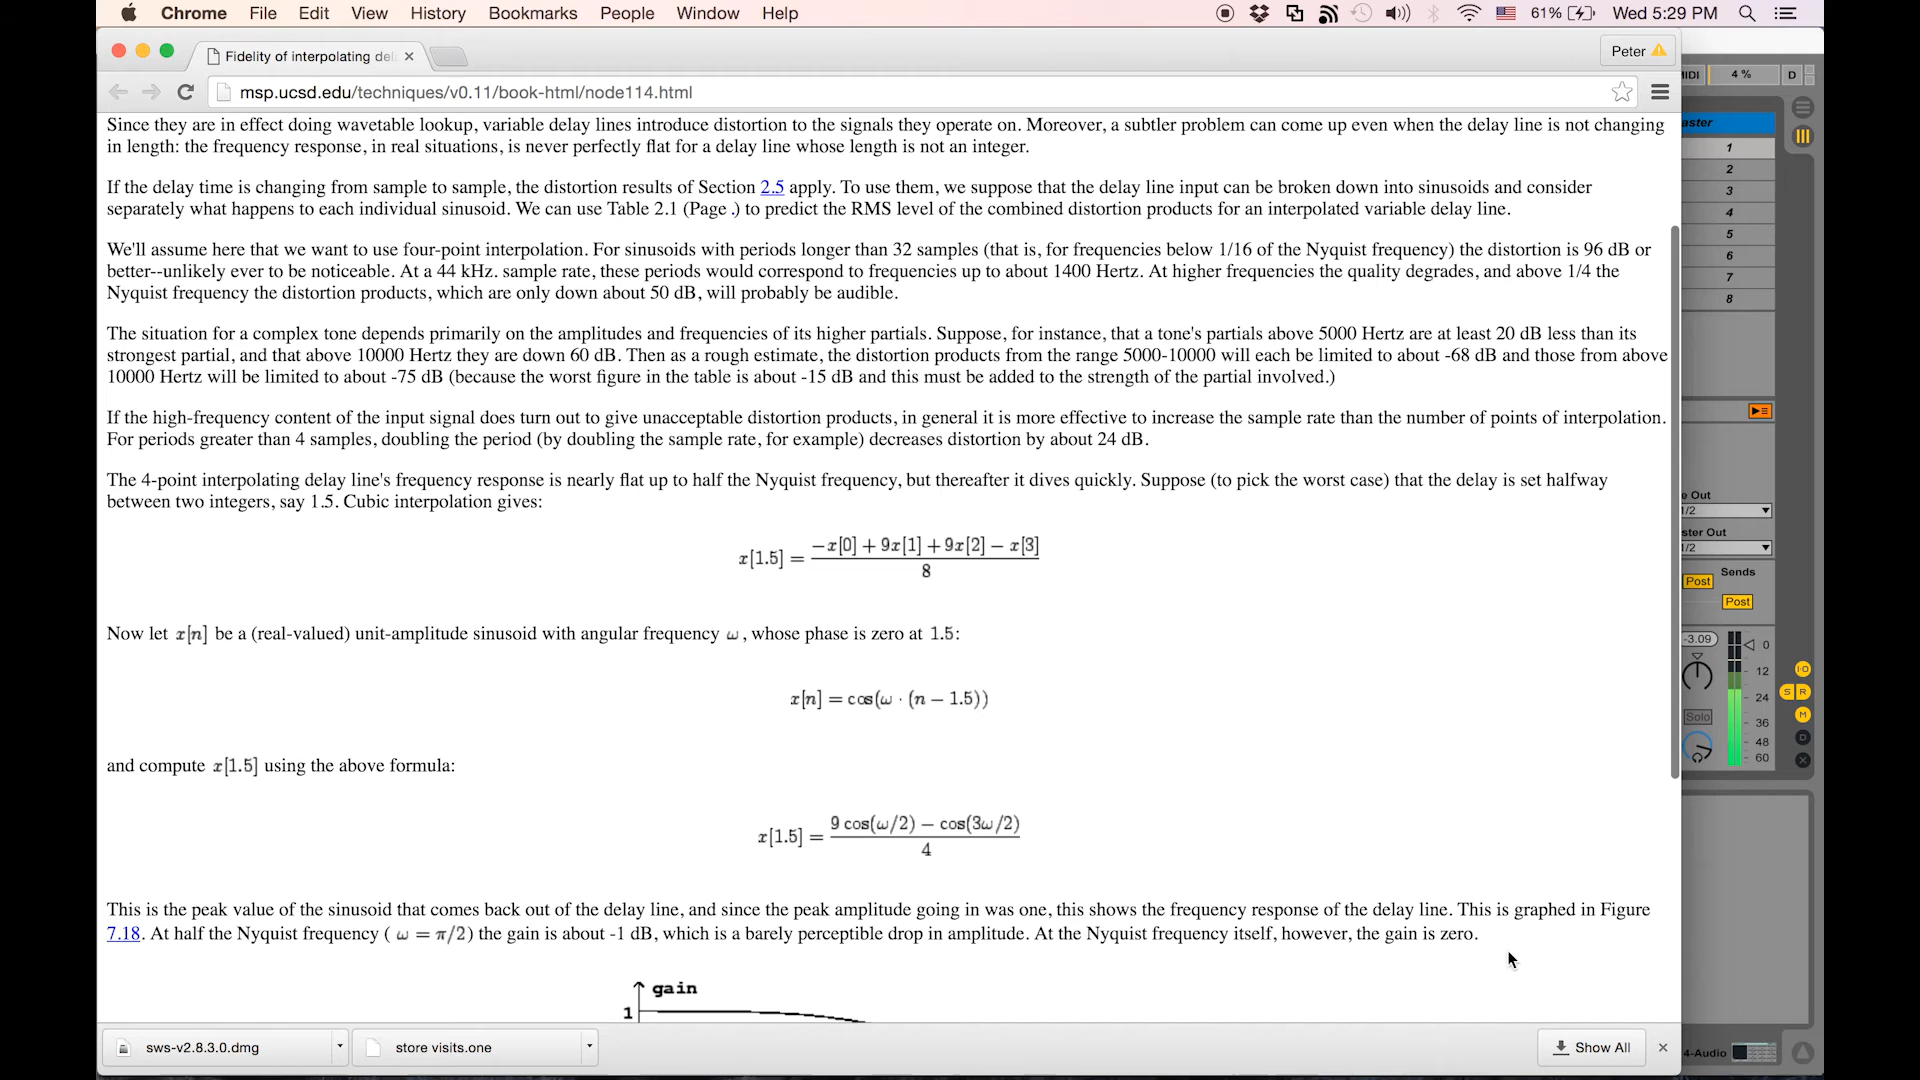 Chrome File Edit View History Bookmarks People Window Help 61% Wed 5:29 PM
Fidelity of interpolating del Peter
msp.ucsd.edu/techniques/v0.11/book-html/node114.html
Since they are in effect doing wavetable lookup, variable delay lines introduce distortion to the signals they operate on. Moreover, a subtler problem can come up even when the delay line is not changing
in length: the frequency response, in real situations, is never perfectly flat for a delay line whose length is not an integer.
If the delay time is changing from sample to sample, the distortion results of Section 2.5 apply. To use them, we suppose that the delay line input can be broken down into sinusoids and consider
separately what happens to each individual sinusoid. We can use Table 2.1 (Page .) to predict the RMS level of the combined distortion products for an interpolated variable delay line.
We'll assume here that we want to use four-point interpolation. For sinusoids with periods longer than 32 samples (that is, for frequencies below 1/16 of the Nyquist frequency) the distortion is 96 dB or
better--unlikely ever to be noticeable. At a 44 kHz. sample rate, these periods would correspond to frequencies up to about 1400 Hertz. At higher frequencies the quality degrades, and above 1/4 the
Nyquist frequency the distortion products, which are only down about 50 dB, will probably be audible.
The situation for a complex tone depends primarily on the amplitudes and frequencies of its higher partials. Suppose, for instance, that a tone's partials above 5000 Hertz are at least 20 dB less than its
strongest partial, and that above 10000 Hertz they are down 60 dB. Then as a rough estimate, the distortion products from the range 5000-10000 will each be limited to about -68 dB and those from above
10000 Hertz will be limited to about -75 dB (because the worst figure in the table is about -15 dB and this must be added to the strength of the partial involved.)
If the high-frequency content of the input signal does turn out to give unacceptable distortion products, in general it is more effective to increase the sample rate than the number of points of interpolation.
For periods greater than 4 samples, doubling the period (by doubling the sample rate, for example) decreases distortion by about 24 dB.
The 4-point interpolating delay line's frequency response is nearly flat up to half the Nyquist frequency, but thereafter it dives quickly. Suppose (to pick the worst case) that the delay is set halfway
between two integers, say 1.5. Cubic interpolation gives:
x[1.5] = (−x[0] + 9x[1] + 9x[2] − x[3]) / 8
Now let x[n] be a (real-valued) unit-amplitude sinusoid with angular frequency ω, whose phase is zero at 1.5:
x[n] = cos(ω · (n − 1.5))
and compute x[1.5] using the above formula:
x[1.5] = (9 cos(ω/2) − cos(3ω/2)) / 4
This is the peak value of the sinusoid that comes back out of the delay line, and since the peak amplitude going in was one, this shows the frequency response of the delay line. This is graphed in Figure
7.18. At half the Nyquist frequency ( ω = π/2) the gain is about -1 dB, which is a barely perceptible drop in amplitude. At the Nyquist frequency itself, however, the gain is zero.
gain
1
sws-v2.8.3.0.dmg store visits.one Show All
MIDI 4 % D
aster
1
2
3
4
5
6
7
8
e Out
1/2
ster Out
1/2
Sends
Post
Post
-3.09 0
12
24
36
48
60
Solo
I·O
S R
M
D
4-Audio